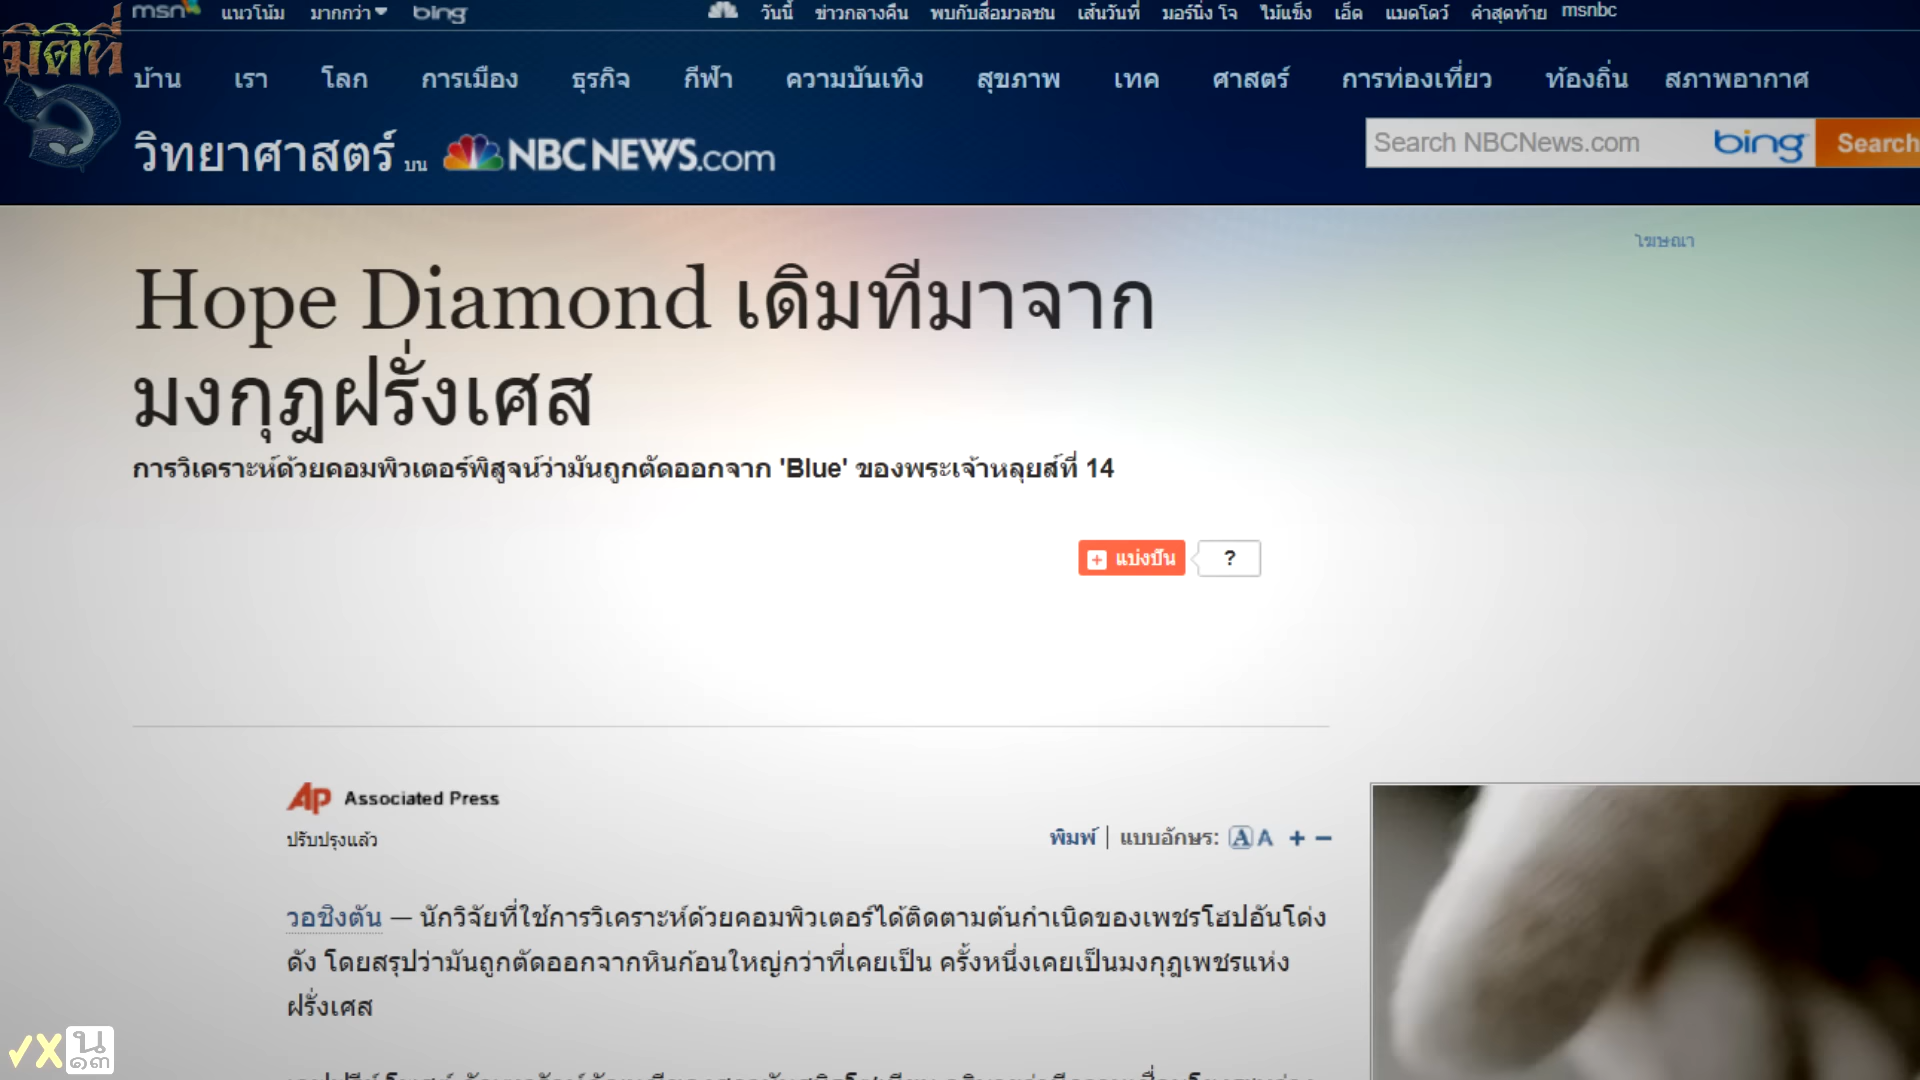 มิติที่
๖
msn แนวโน้ม มากกว่า bing วันนี้ ข่าวกลางคืน พบกับสื่อมวลชน เส้นวันที่ มอร์นิ่ง โจ ไม้แข็ง เอ็ด แมดโดว์ คำสุดท้าย msnbc
บ้าน เรา โลก การเมือง ธุรกิจ กีฬา ความบันเทิง สุขภาพ เทค ศาสตร์ การท่องเที่ยว ท้องถิ่น สภาพอากาศ
วิทยาศาสตร์ บน NBCNEWS.com
Search NBCNews.com bing Search
โฆษณา
Hope Diamond เดิมทีมาจาก
มงกุฎฝรั่งเศส
การวิเคราะห์ด้วยคอมพิวเตอร์พิสูจน์ว่ามันถูกตัดออกจาก 'Blue' ของพระเจ้าหลุยส์ที่ 14
แบ่งปัน ?
AP Associated Press
ปรับปรุงแล้ว
พิมพ์ | แบบอักษร: A A + −
วอชิงตัน — นักวิจัยที่ใช้การวิเคราะห์ด้วยคอมพิวเตอร์ได้ติดตามต้นกำเนิดของเพชรโฮปอันโด่ง
ดัง โดยสรุปว่ามันถูกตัดออกจากหินก้อนใหญ่กว่าที่เคยเป็น ครั้งหนึ่งเคยเป็นมงกุฎเพชรแห่ง
ฝรั่งเศส
✓X น
๑๓